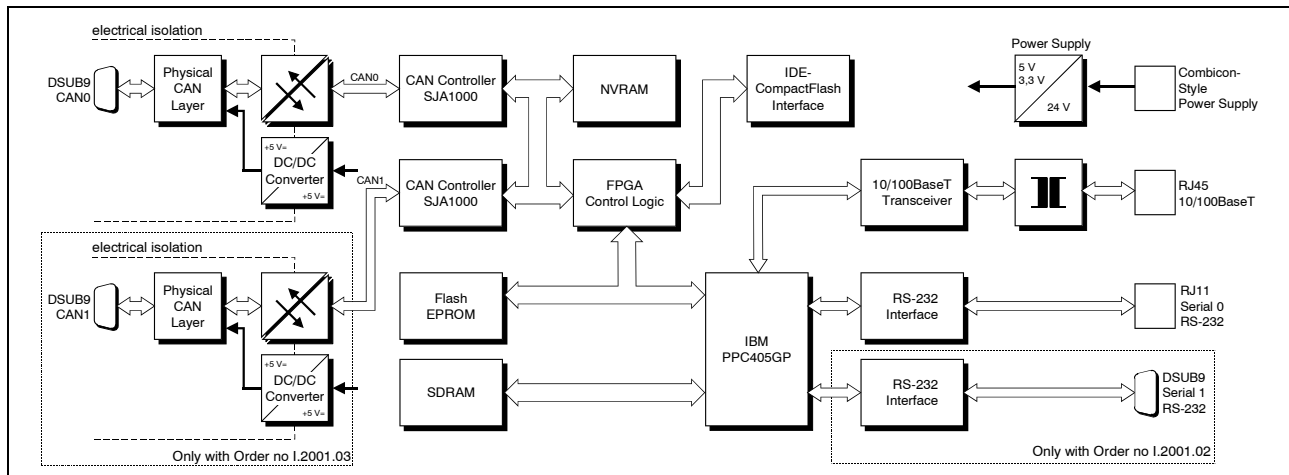 electrical isolation
DSUB9
CAN0
Physical
CAN
Layer
CAN0
CAN Controller
SJA1000
NVRAM
IDE-
CompactFlash
Interface
Power Supply
5 V
3,3 V
24 V
Combicon-
Style
Power Supply
+5 V=
DC/DC
Converter
+5 V=
CAN1
CAN Controller
SJA1000
FPGA
Control Logic
10/100BaseT
Transceiver
RJ45
10/100BaseT
electrical isolation
DSUB9
CAN1
Physical
CAN
Layer
Flash
EPROM
IBM
PPC405GP
RS-232
Interface
RJ11
Serial 0
RS-232
+5 V=
DC/DC
Converter
+5 V=
SDRAM
RS-232
Interface
DSUB9
Serial 1
RS-232
Only with Order no I.2001.03
Only with Order no I.2001.02